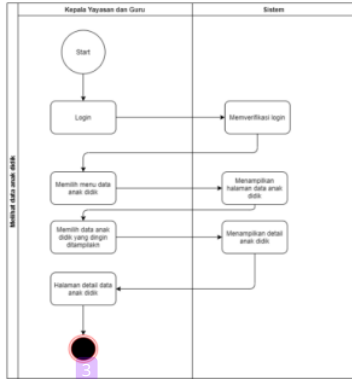 Kepala Yayasan dan Guru
Sistem
Melihat data anak didik
Start
Login
Memverifikasi login
Memilih menu data
anak didik
Menampilkan
halaman data anak
didik
Memilih data anak
didik yang dingin
ditampilakn
Menampilkan detail
anak didik
Halaman detail data
anak didik
3